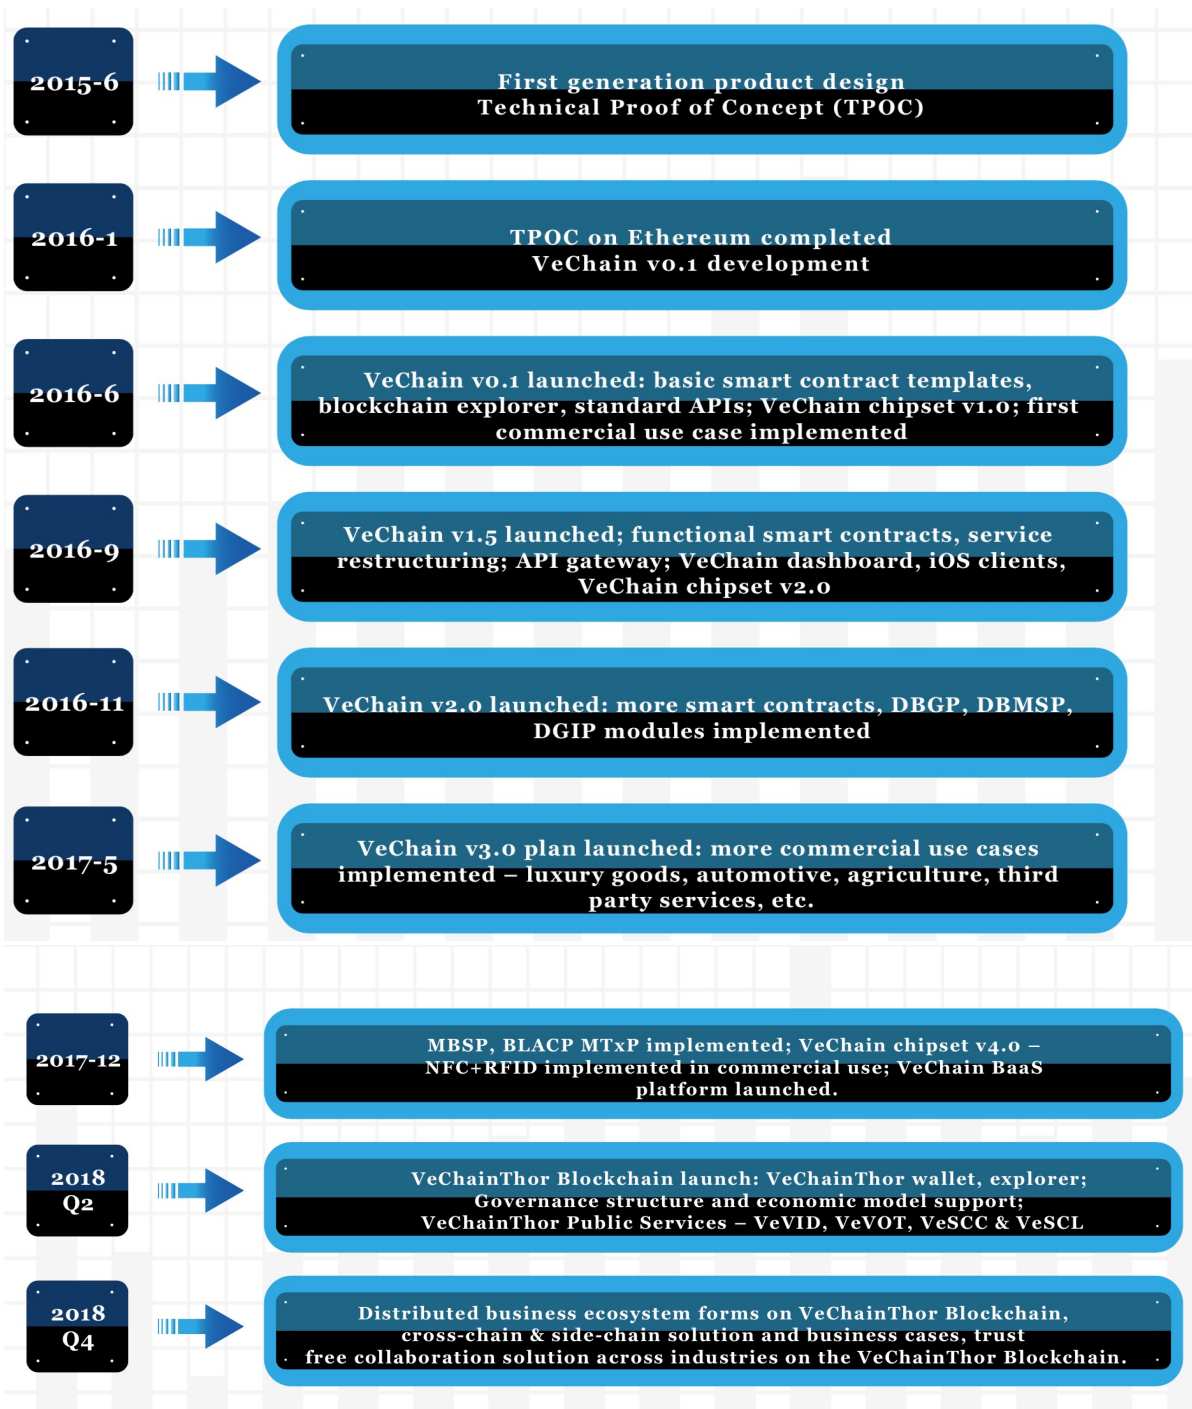 2015-6
First generation product design
Technical Proof of Concept (TPOC)
2016-1
TPOC on Ethereum completed
VeChain v0.1 development
2016-6
VeChain v0.1 launched: basic smart contract templates,
blockchain explorer, standard APIs; VeChain chipset v1.0; first
commercial use case implemented
2016-9
VeChain v1.5 launched; functional smart contracts, service
restructuring; API gateway; VeChain dashboard, iOS clients,
VeChain chipset v2.0
2016-11
VeChain v2.0 launched: more smart contracts, DBGP, DBMSP,
DGIP modules implemented
2017-5
VeChain v3.0 plan launched: more commercial use cases
implemented – luxury goods, automotive, agriculture, third
party services, etc.
2017-12
MBSP, BLACP MTxP implemented; VeChain chipset v4.0 –
NFC+RFID implemented in commercial use; VeChain BaaS
platform launched.
2018
Q2
VeChainThor Blockchain launch: VeChainThor wallet, explorer;
Governance structure and economic model support;
VeChainThor Public Services – VeVID, VeVOT, VeSCC & VeSCL
2018
Q4
Distributed business ecosystem forms on VeChainThor Blockchain,
cross-chain & side-chain solution and business cases, trust
free collaboration solution across industries on the VeChainThor Blockchain.